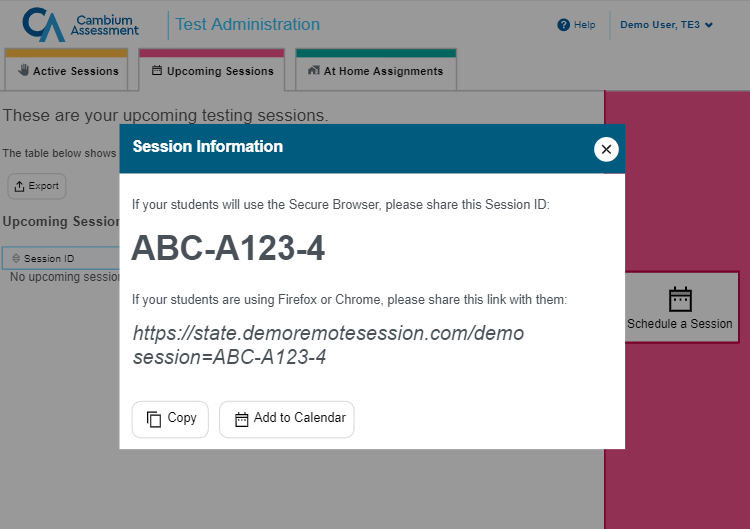 Cambium
Assessment
Test Administration
Help
Demo User, TE3
Active Sessions
Upcoming Sessions
At Home Assignments
These are your upcoming testing sessions.
The table below shows
Export
Upcoming Session
Session ID
No upcoming session
Schedule a Session
Session Information
If your students will use the Secure Browser, please share this Session ID:
ABC-A123-4
If your students are using Firefox or Chrome, please share this link with them:
https://state.demoremotesession.com/demo
session=ABC-A123-4
Copy
Add to Calendar